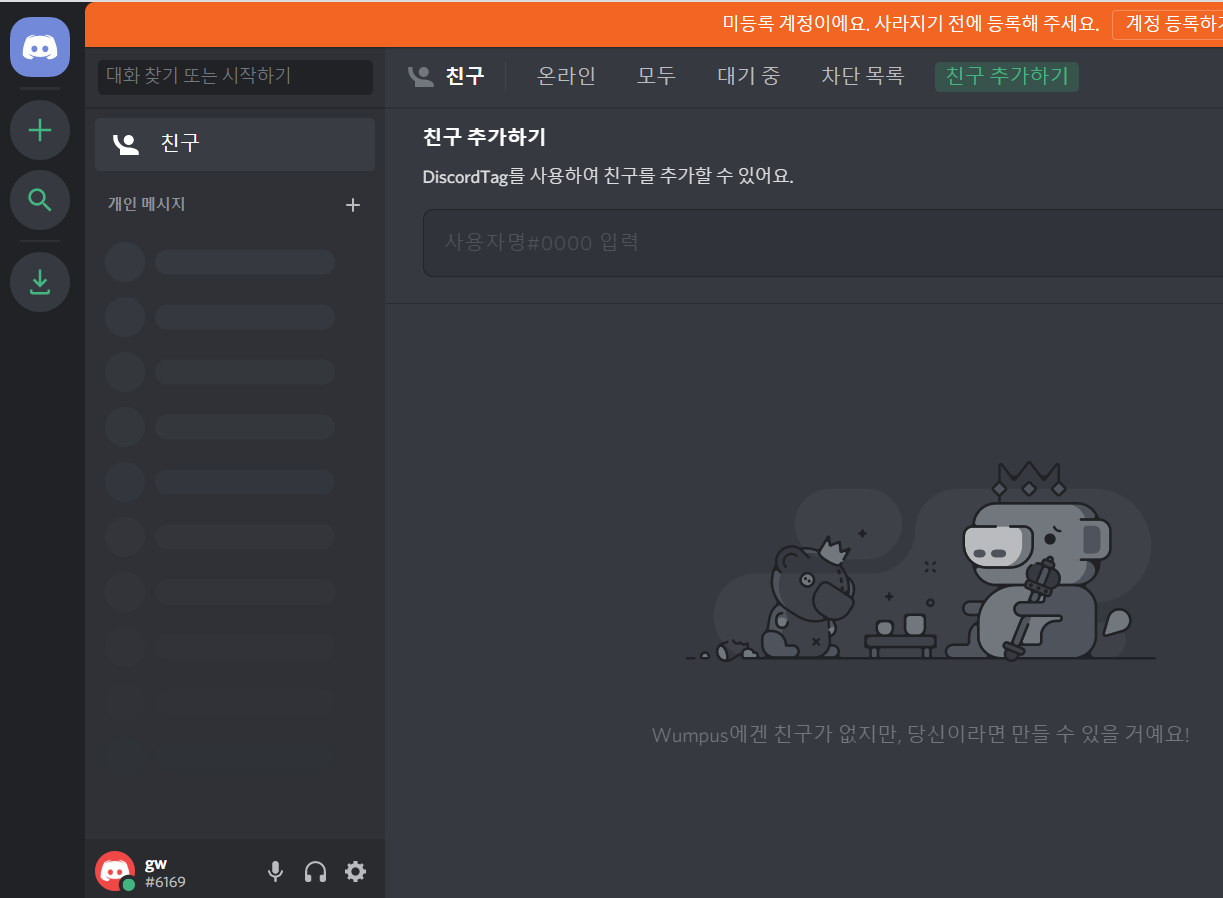 미등록 계정이에요. 사라지기 전에 등록해 주세요.
계정 등록하
대화 찾기 또는 시작하기
친구
온라인
모두
대기 중
차단 목록
친구 추가하기
친구
개인 메시지
친구 추가하기
DiscordTag를 사용하여 친구를 추가할 수 있어요.
사용자명#0000 입력
Wumpus에겐 친구가 없지만, 당신이라면 만들 수 있을 거예요!
gw
#6169